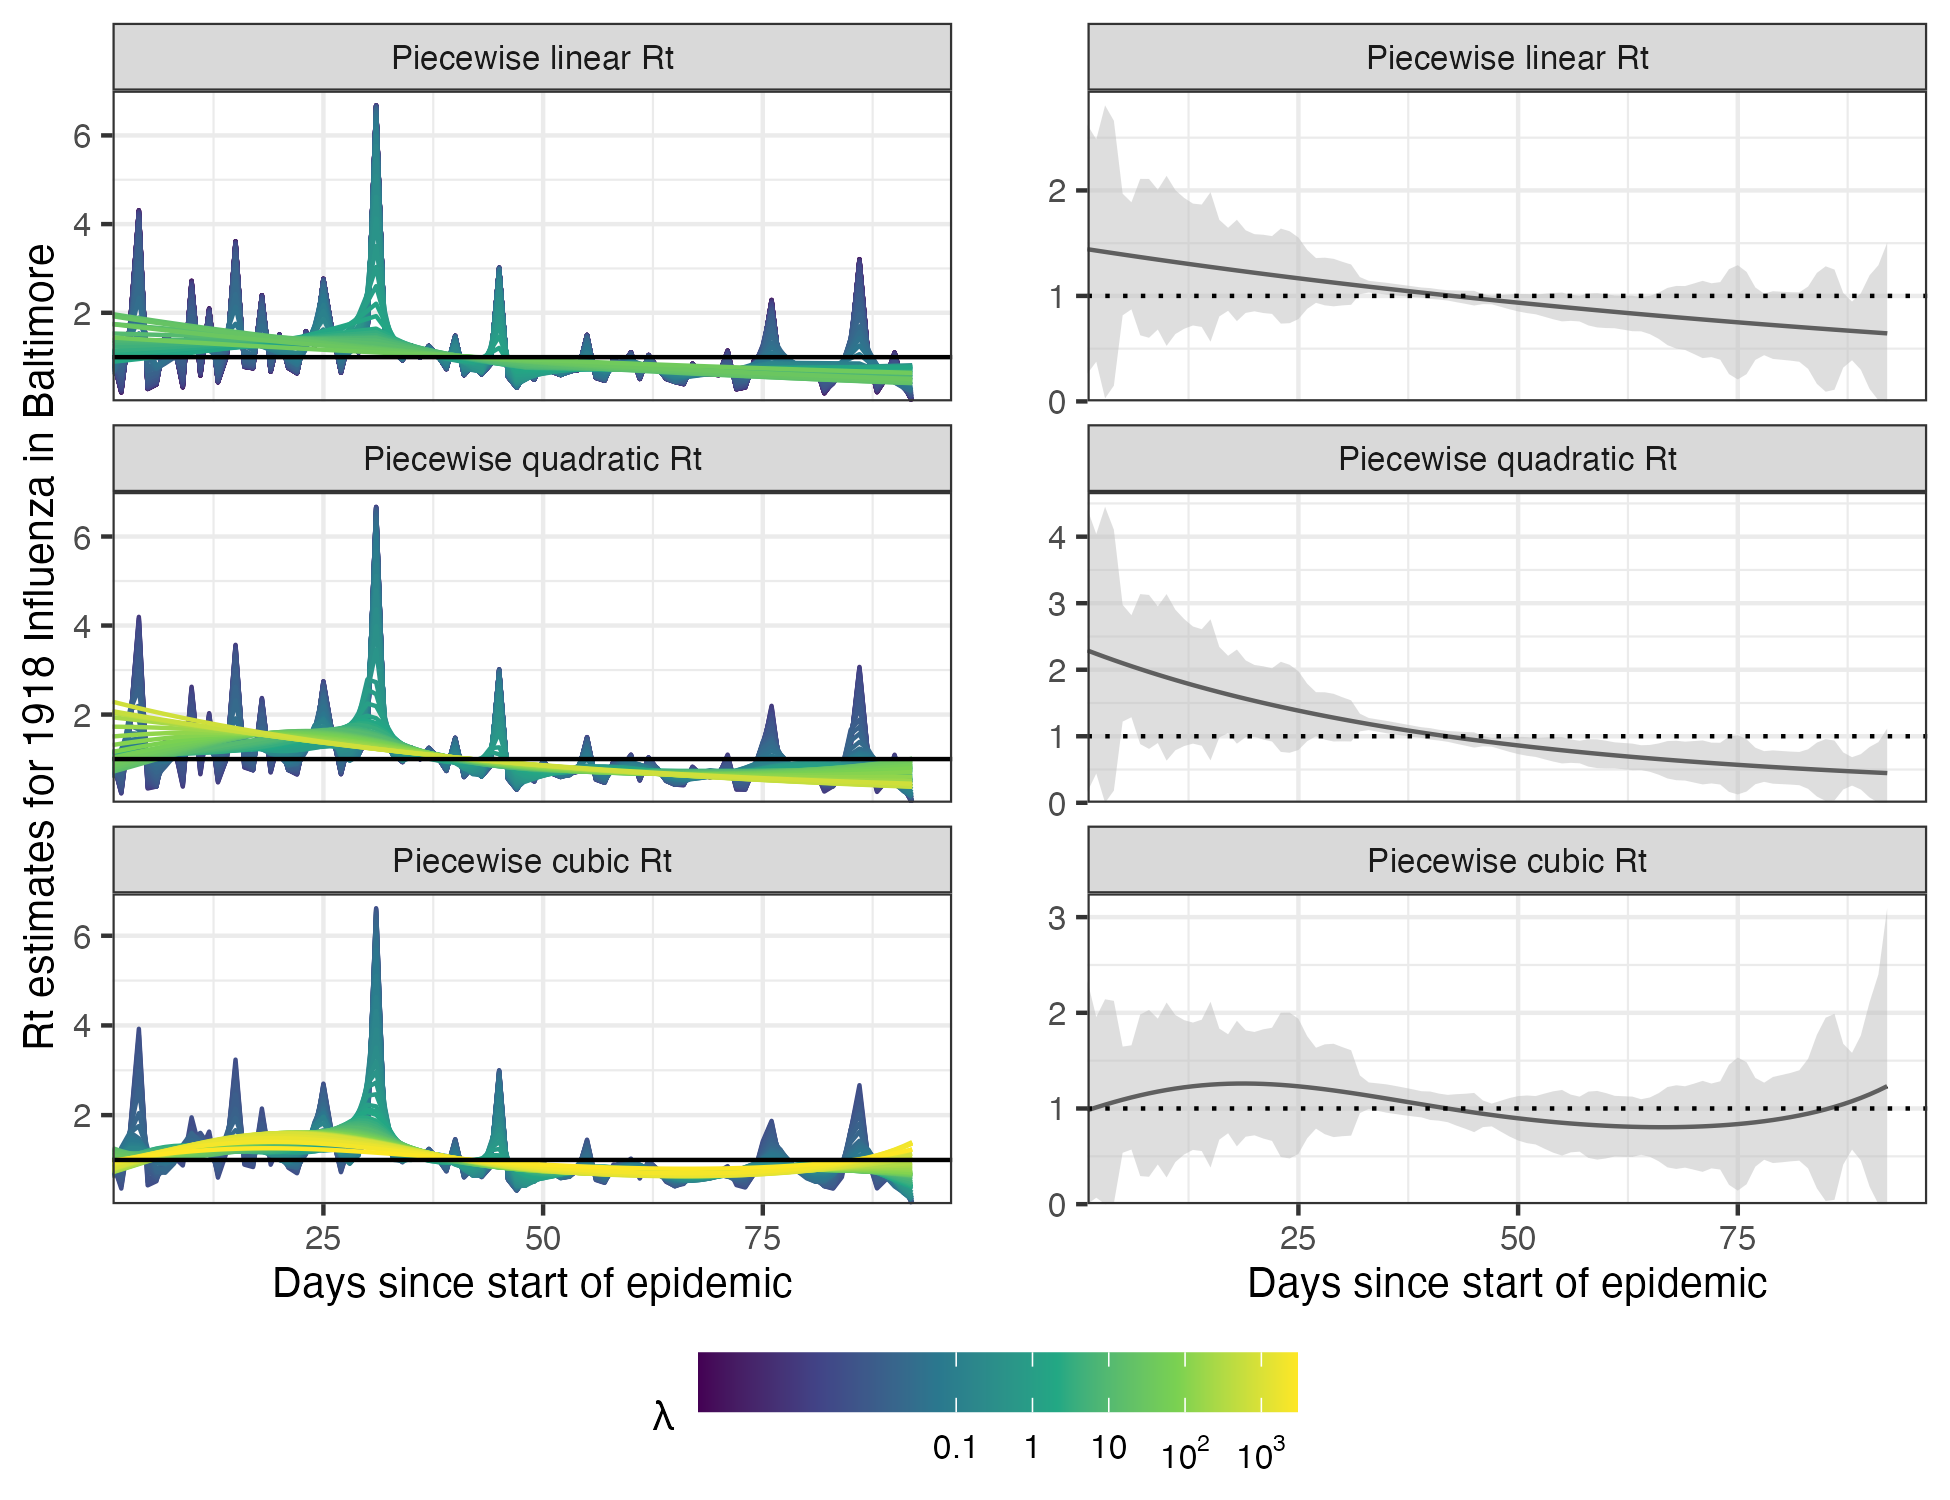 Rt estimates for 1918 Influenza in Baltimore
Piecewise linear Rt
6
4
2
Piecewise quadratic Rt
6
4
2
Piecewise cubic Rt
6
4
2
25 50 75
Days since start of epidemic
Piecewise linear Rt
2
1
0
Piecewise quadratic Rt
4
3
2
1
0
Piecewise cubic Rt
3
2
1
0
25 50 75
Days since start of epidemic
λ
0.1 1 10 10² 10³